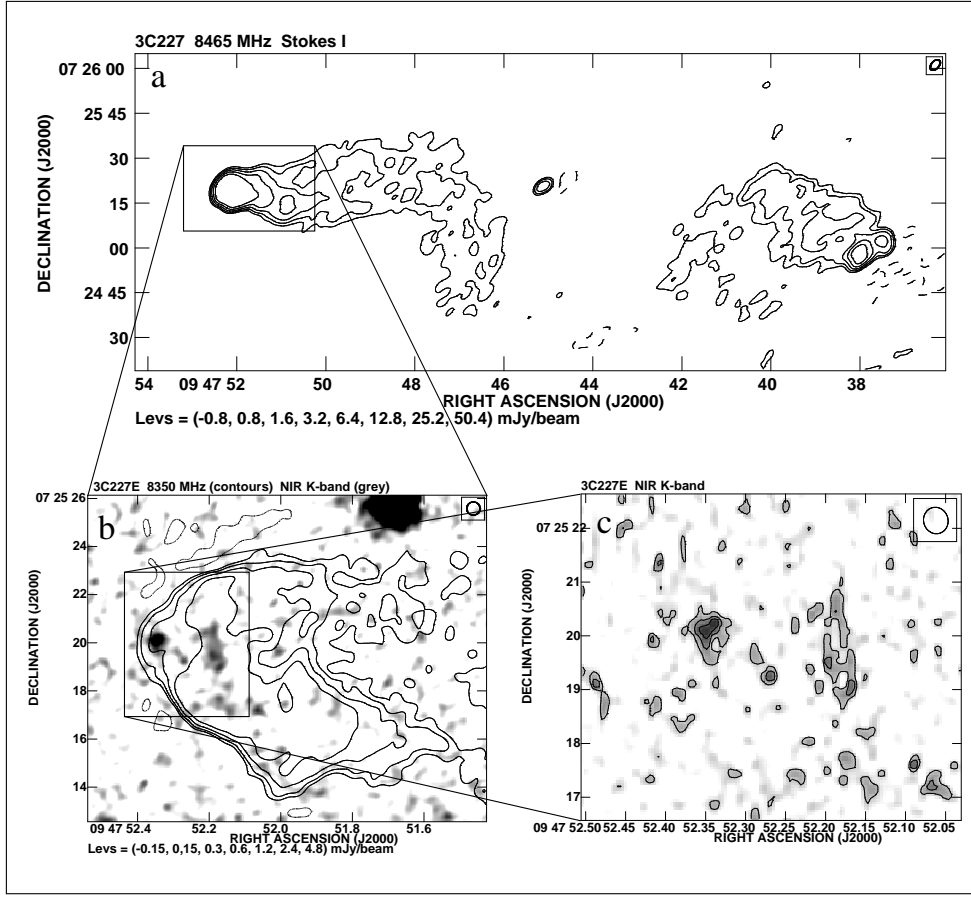 3C227 8465 MHz Stokes I
a
07 26 00
25 45
30
15
00
24 45
30
DECLINATION (J2000)
54 09 47 52 50 48 46 44 42 40 38
RIGHT ASCENSION (J2000)
Levs = (-0.8, 0.8, 1.6, 3.2, 6.4, 12.8, 25.2, 50.4) mJy/beam
3C227E 8350 MHz (contours) NIR K-band (grey)
b
07 25 26
24
22
20
18
16
14
DECLINATION (J2000)
09 47 52.4 52.2 52.0 51.8 51.6
RIGHT ASCENSION (J2000)
Levs = (-0.15, 0,15, 0.3, 0.6, 1.2, 2.4, 4.8) mJy/beam
3C227E NIR K-band
c
07 25 22
21
20
19
18
17
DECLINATION (J2000)
09 47 52.50 52.45 52.40 52.35 52.30 52.25 52.20 52.15 52.10 52.05
RIGHT ASCENSION (J2000)